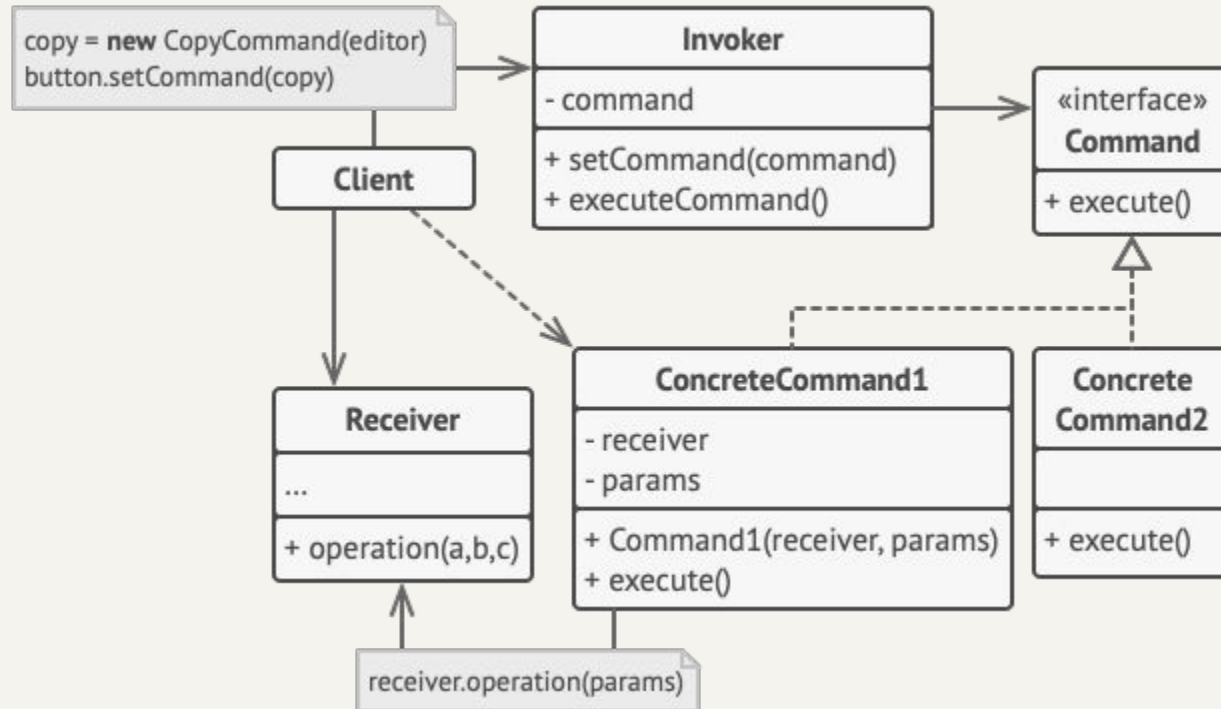 copy = new CopyCommand(editor)
button.setCommand(copy)
Invoker
- command
+ setCommand(command)
+ executeCommand()
«interface»
Command
+ execute()
Client
Receiver
...
+ operation(a,b,c)
ConcreteCommand1
- receiver
- params
+ Command1(receiver, params)
+ execute()
Concrete
Command2
+ execute()
receiver.operation(params)